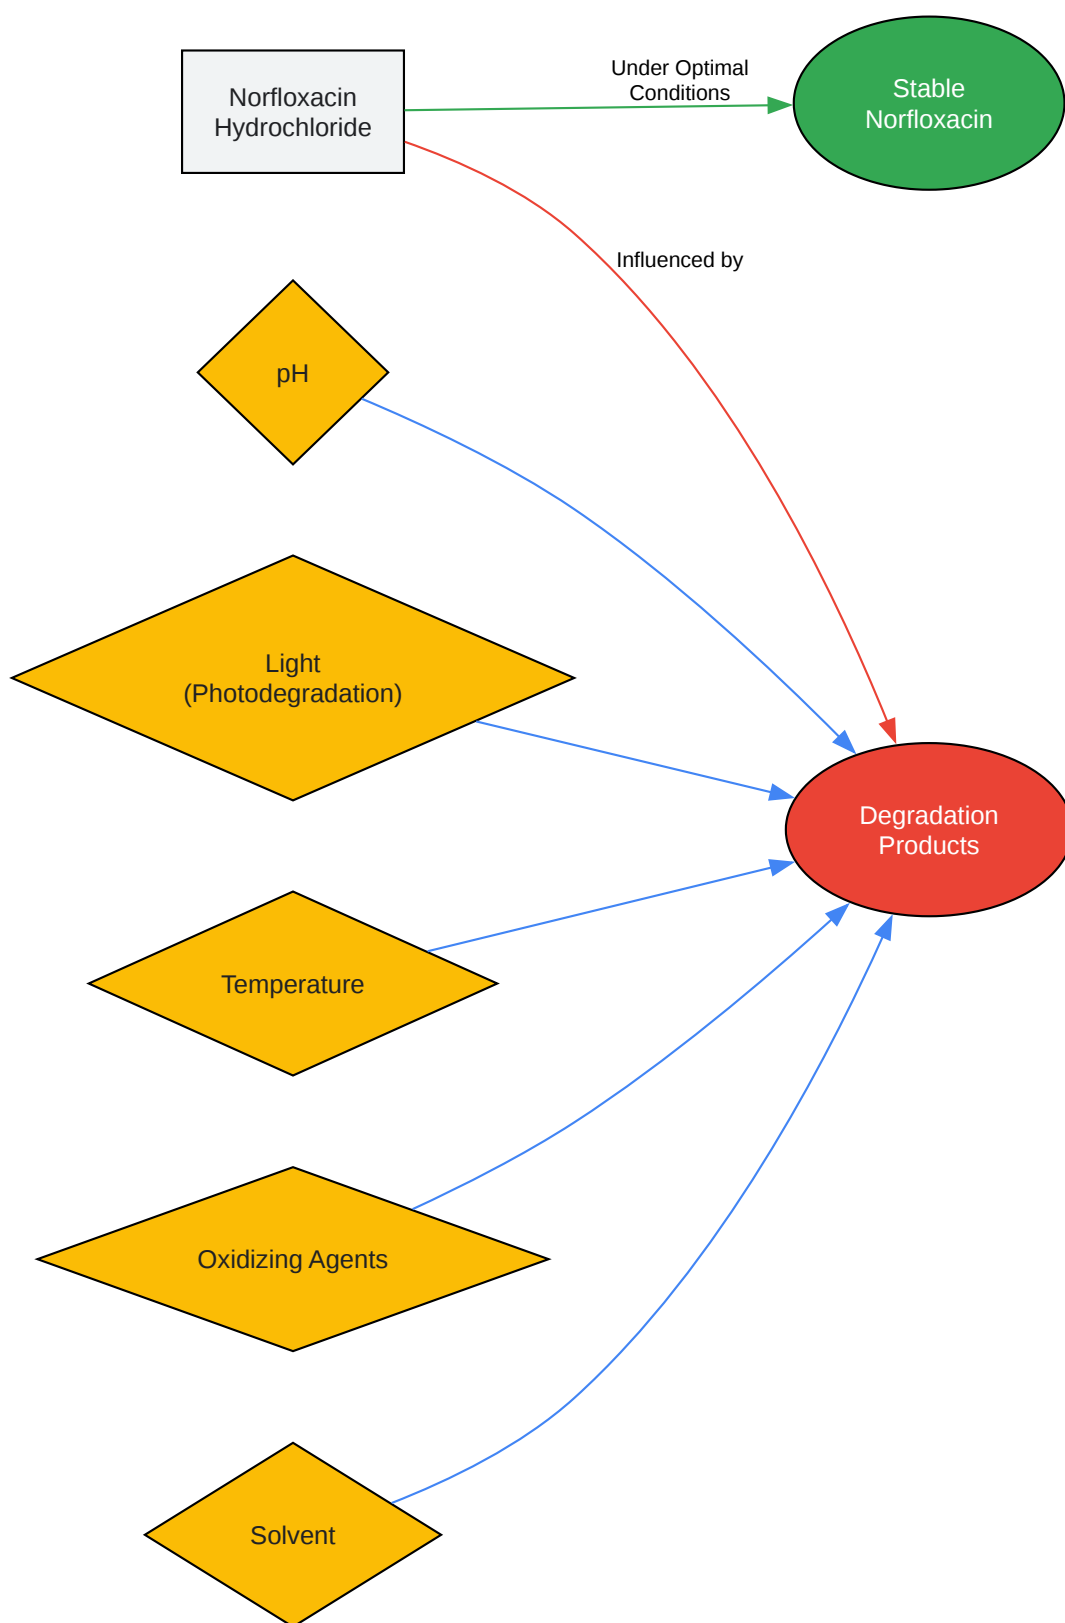 Norfloxacin
Hydrochloride
Under Optimal
Conditions
Stable
Norfloxacin
Influenced by
pH
Light
(Photodegradation)
Degradation
Products
Temperature
Oxidizing Agents
Solvent